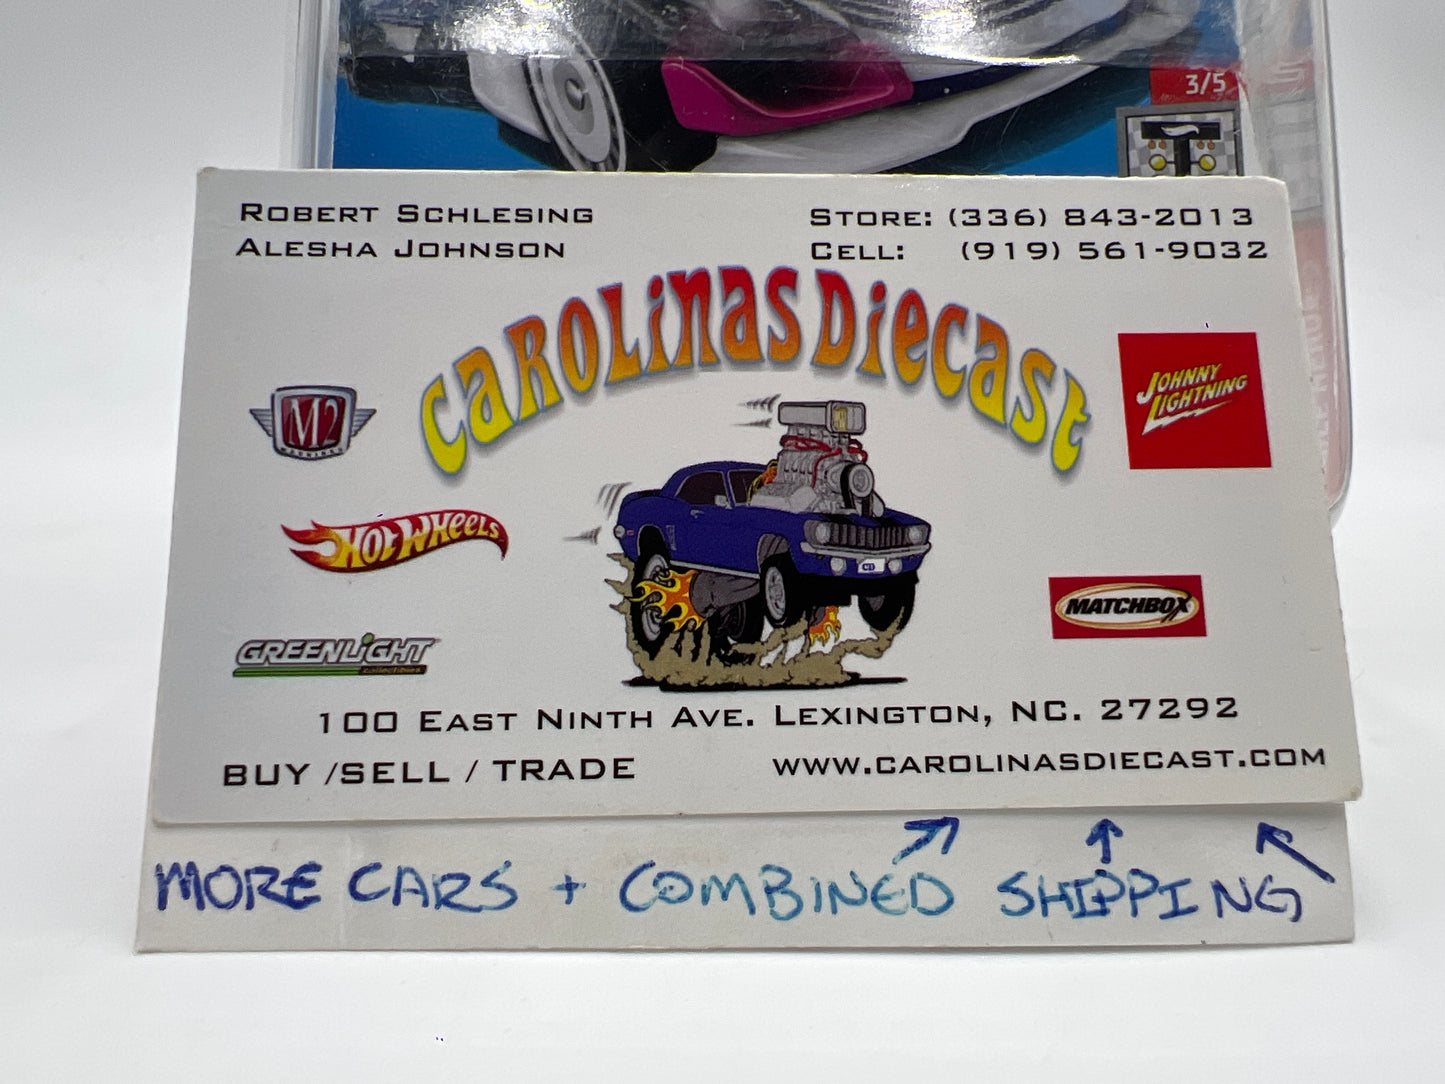 3/5
ROBERT SCHLESING
ALESHA JOHNSON
STORE: (336) 843-2013
CELL: (919) 561-9032
CAROLINAS DIECAST
M2
MACHINES
JOHNNY
LIGHTNING
HOT WHEELS
MATCHBOX
GREENLIGHT
collectibles
100 EAST NINTH AVE. LEXINGTON, NC. 27292
BUY /SELL / TRADE
WWW.CAROLINASDIECAST.COM
MORE CARS + COMBINED SHIPPING